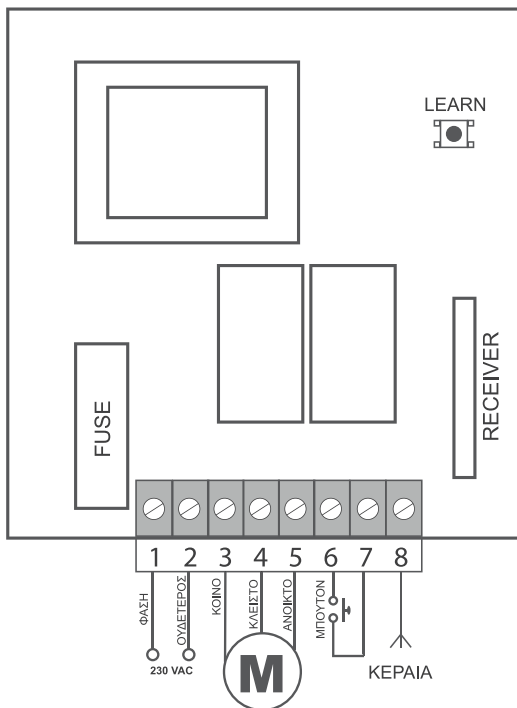 LEARN
FUSE
RECEIVER
1 2 3 4 5 6 7 8
ΦΑΣΗ
ΟΥΔΕΤΕΡΟΣ
ΚΟΙΝΟ
ΚΛΕΙΣΤΟ
ΑΝΟΙΚΤΟ
ΜΠΟΥΤΟΝ
230 VAC
M
ΚΕΡΑΙΑ